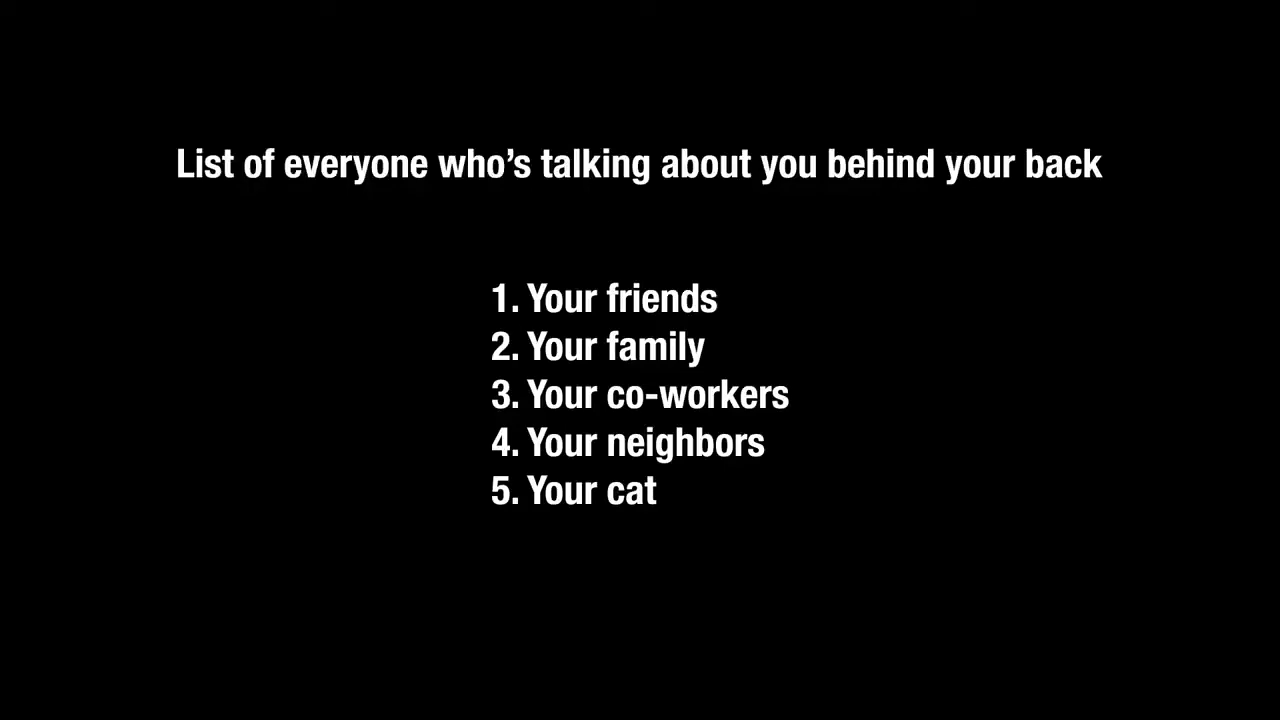 List of everyone who’s talking about you behind your back
1. Your friends
2. Your family
3. Your co-workers
4. Your neighbors
5. Your cat